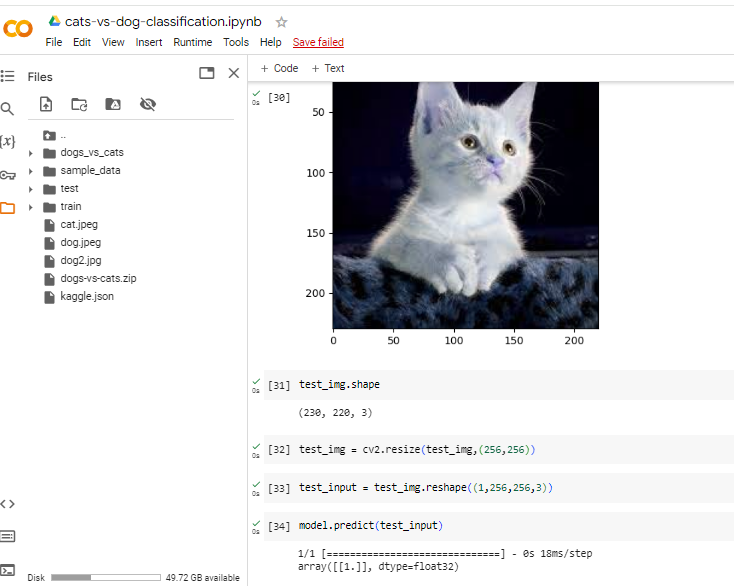 cats-vs-dog-classification.ipynb
File Edit View Insert Runtime Tools Help Save failed
Files
+ Code + Text
{x}
..
dogs_vs_cats
sample_data
test
train
cat.jpeg
dog.jpeg
dog2.jpg
dogs-vs-cats.zip
kaggle.json
<>
Disk 49.72 GB available
0s [30]
50
100
150
200
0 50 100 150 200
0s [31] test_img.shape
(230, 220, 3)
0s [32] test_img = cv2.resize(test_img,(256,256))
0s [33] test_input = test_img.reshape((1,256,256,3))
0s [34] model.predict(test_input)
1/1 [==============================] - 0s 18ms/step
array([[1.]], dtype=float32)